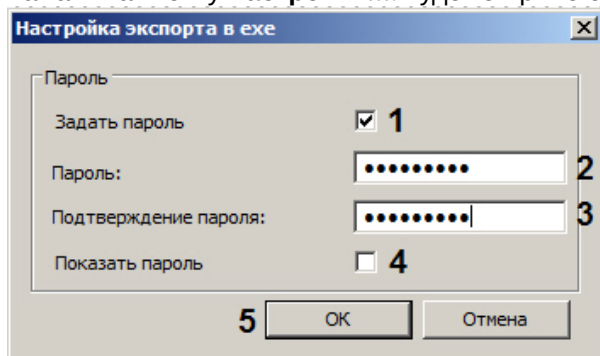 Настройка экспорта в exe
Пароль
Задать пароль 1
Пароль: ●●●●●●●●● 2
Подтверждение пароля: ●●●●●●●●● 3
Показать пароль 4
5 ОК Отмена